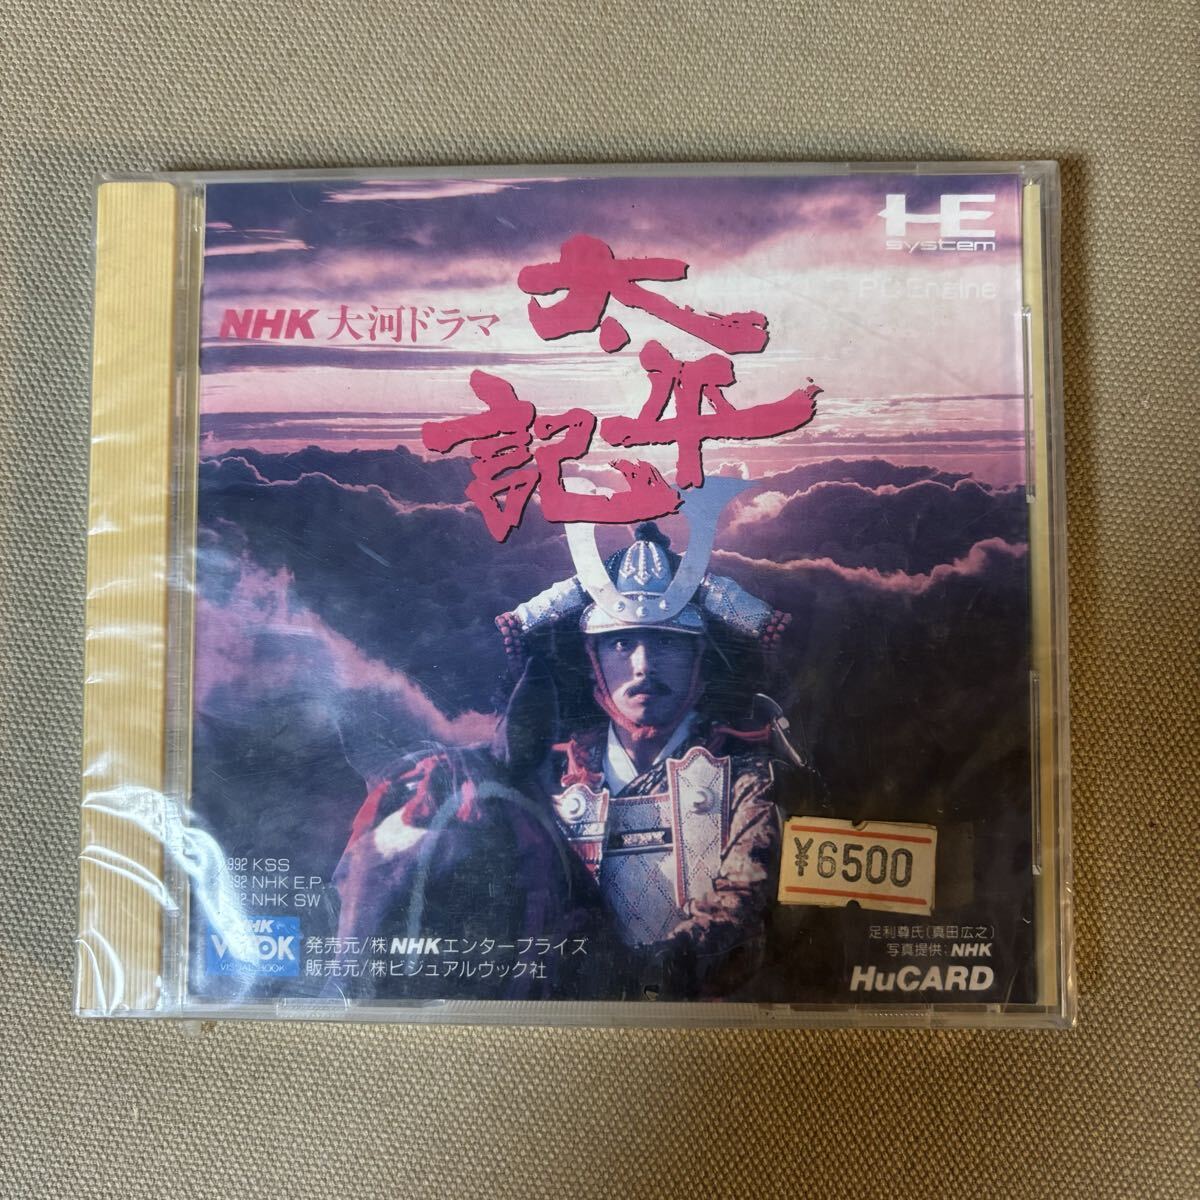 HE
system
PC Engine
NHK 大河ドラマ
太平記
¥6500
992 KSS
992 NHK E.P.
NHK SW
NHK
VISUAL BOOK
発売元/㈱NHKエンタープライズ
販売元/㈱ビジュアルヴック社
足利尊氏(真田広之)
写真提供:NHK
HuCARD